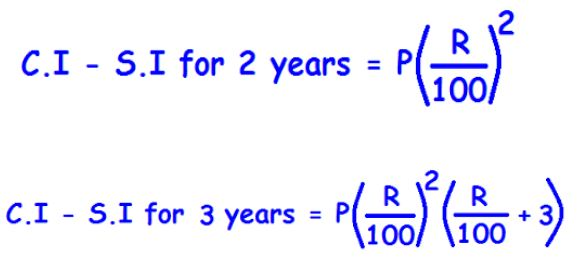 C.I - S.I for 2 years = P(R/100)²
C.I - S.I for 3 years = P(R/100)²(R/100 + 3)